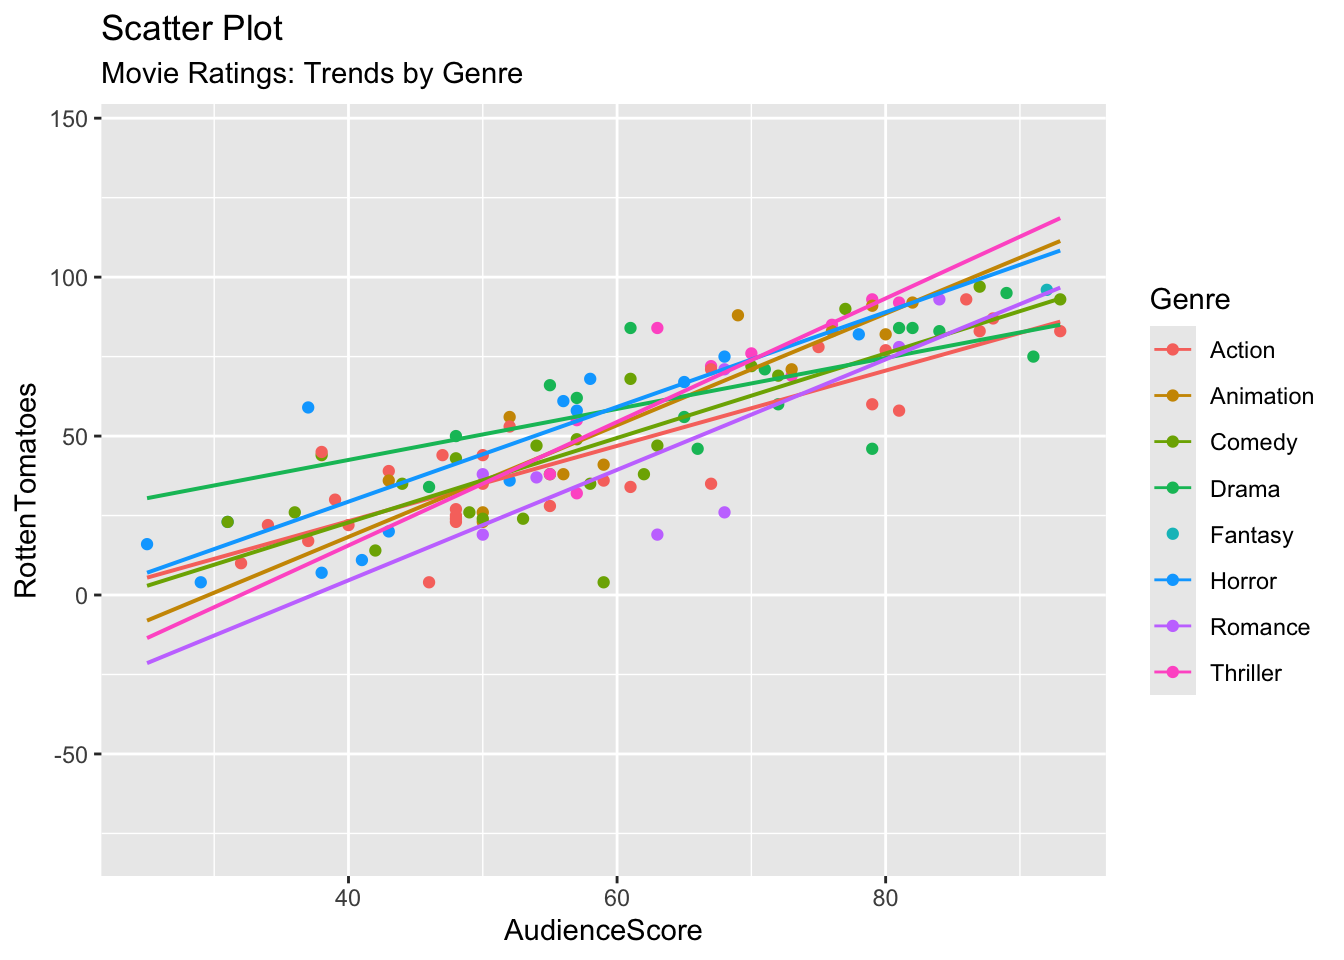 Scatter Plot
Movie Ratings: Trends by Genre
150
100
50
0
-50
RottenTomatoes
40
60
80
AudienceScore
Genre
Action
Animation
Comedy
Drama
Fantasy
Horror
Romance
Thriller